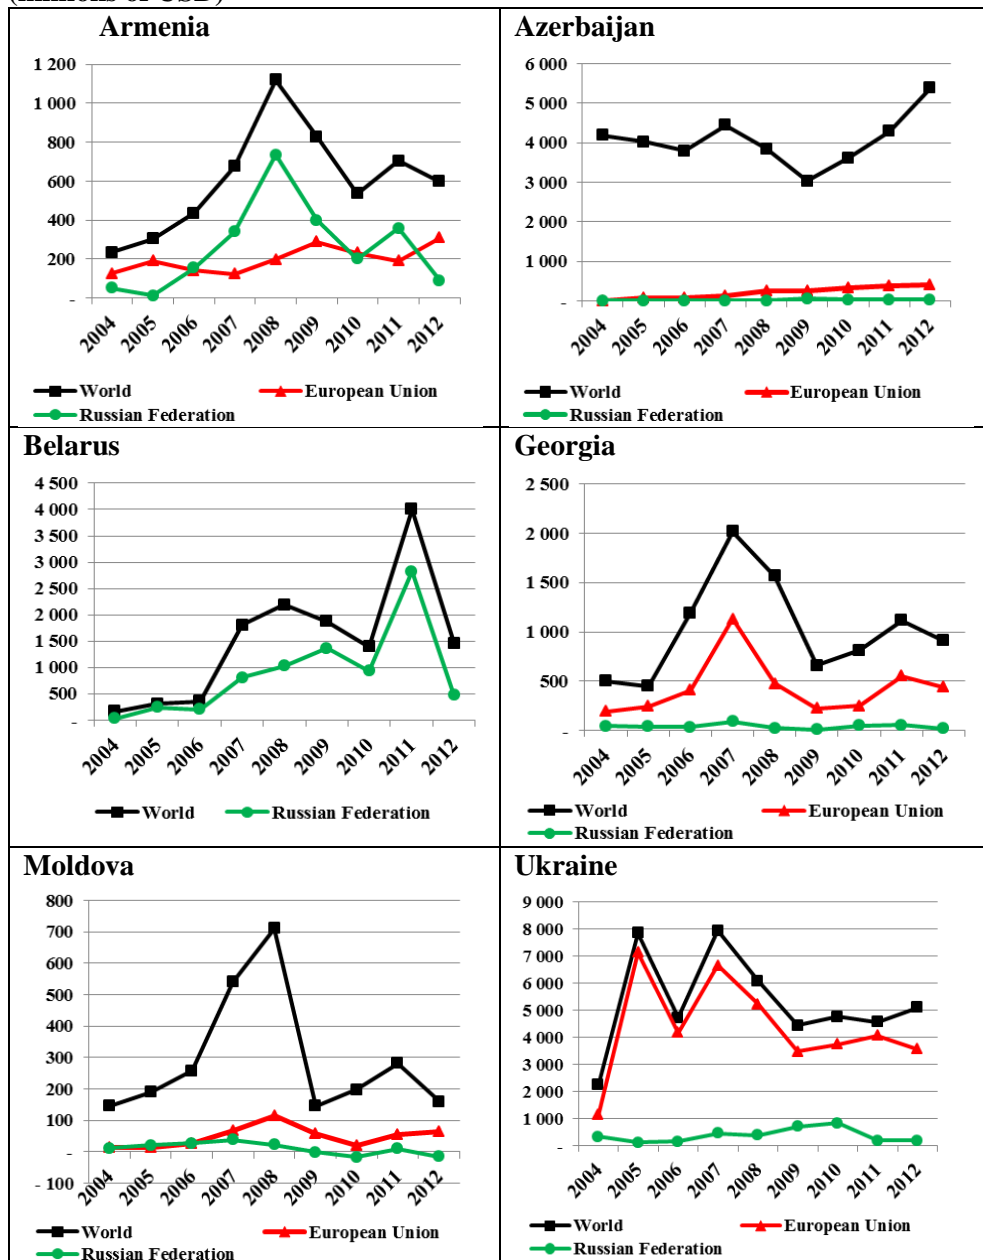 (millions of USD)
Armenia
1 200
1 000
800
600
400
200
-
2004 2005 2006 2007 2008 2009 2010 2011 2012
World European Union
Russian Federation
Azerbaijan
6 000
5 000
4 000
3 000
2 000
1 000
-
2004 2005 2006 2007 2008 2009 2010 2011 2012
World European Union
Russian Federation
Belarus
4 500
4 000
3 500
3 000
2 500
2 000
1 500
1 000
500
-
2004 2005 2006 2007 2008 2009 2010 2011 2012
World Russian Federation
Georgia
2 500
2 000
1 500
1 000
500
-
2004 2005 2006 2007 2008 2009 2010 2011 2012
World European Union
Russian Federation
Moldova
800
700
600
500
400
300
200
100
-
- 100
2004 2005 2006 2007 2008 2009 2010 2011 2012
World European Union
Russian Federation
Ukraine
9 000
8 000
7 000
6 000
5 000
4 000
3 000
2 000
1 000
-
2004 2005 2006 2007 2008 2009 2010 2011 2012
World European Union
Russian Federation